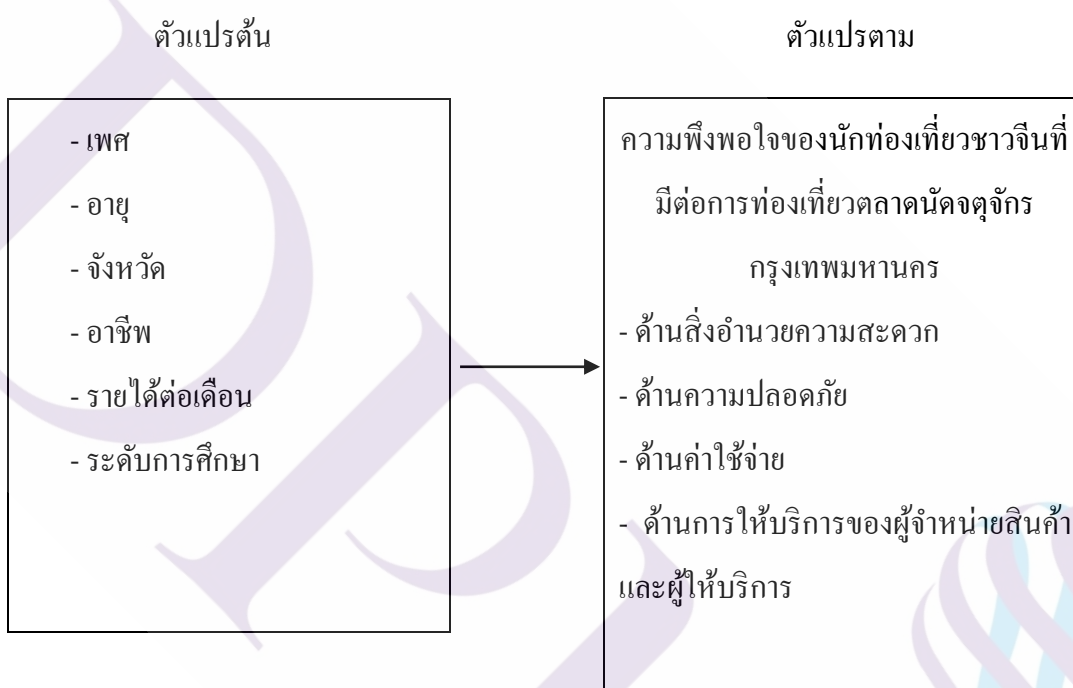 ตัวแปรต้น
ตัวแปรตาม
- เพศ
- อายุ
- จังหวัด
- อาชีพ
- รายได้ต่อเดือน
- ระดับการศึกษา
ความพึงพอใจของนักท่องเที่ยวชาวจีนที่
มีต่อการท่องเที่ยวตลาดนัดจตุจักร
กรุงเทพมหานคร
- ด้านสิ่งอำนวยความสะดวก
- ด้านความปลอดภัย
- ด้านค่าใช้จ่าย
- ด้านการให้บริการของผู้จำหน่ายสินค้า
และผู้ให้บริการ